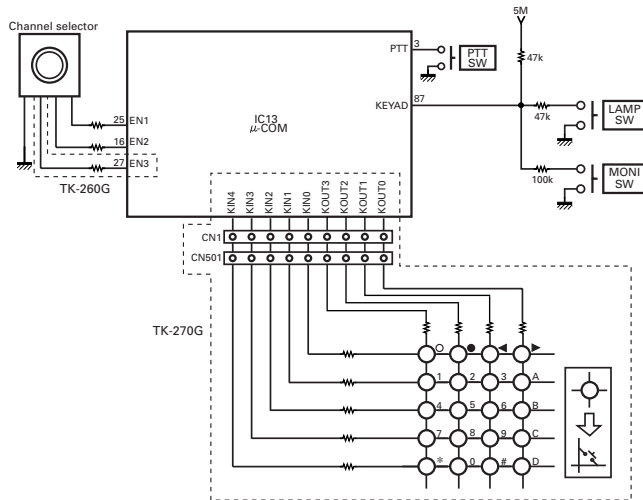 Channel selector
5M
PTT
3
PTT
SW
47k
KEYAD
87
47k
LAMP
SW
IC13
μ-COM
25
EN1
16
EN2
27
EN3
TK-260G
100k
MONI
SW
KIN4
KIN3
KIN2
KIN1
KIN0
KOUT3
KOUT2
KOUT1
KOUT0
CN1
CN501
TK-270G
○ ● ◀ ▶
1 2 3 A
4 5 6 B
7 8 9 C
* 0 # D